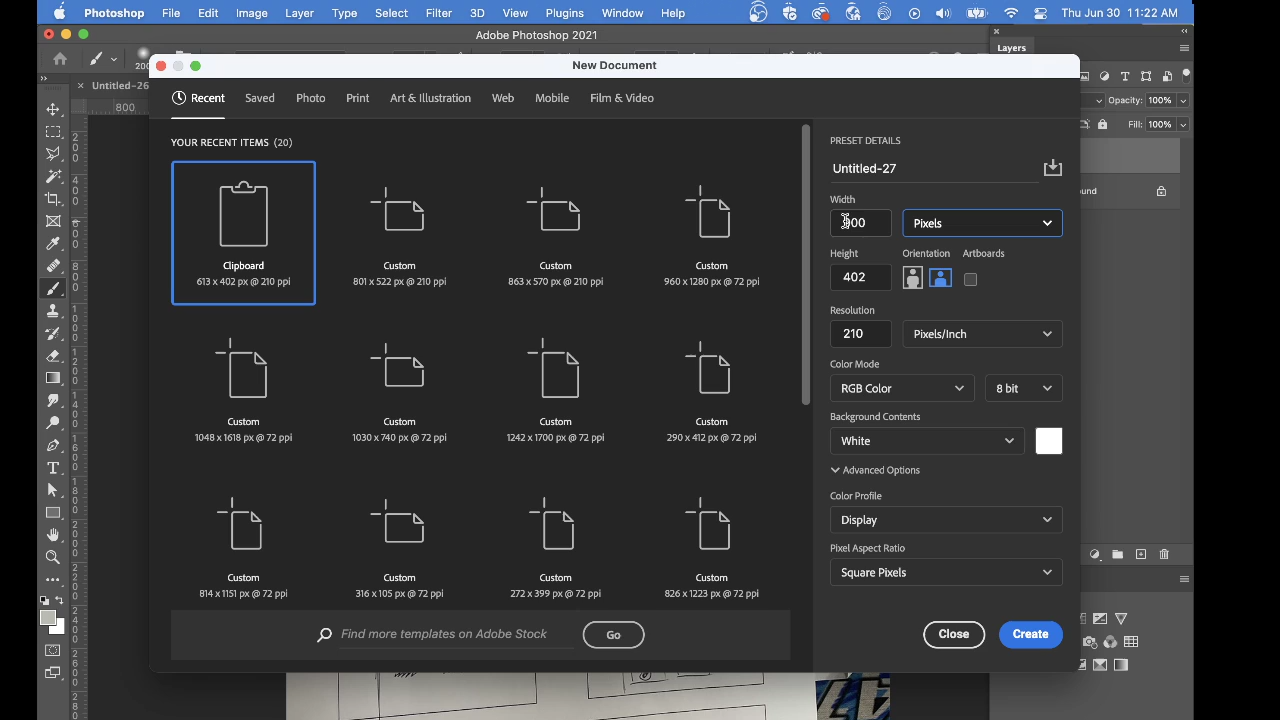 Photoshop File Edit Image Layer Type Select Filter 3D View Plugins Window Help Thu Jun 30 11:22 AM
Adobe Photoshop 2021
Layers
New Document
Untitled-26
Recent Saved Photo Print Art & Illustration Web Mobile Film & Video
Opacity: 100%
Fill: 100%
800
YOUR RECENT ITEMS (20)
Clipboard
613 x 402 px @ 210 ppi
Custom
801 x 522 px @ 210 ppi
Custom
863 x 570 px @ 210 ppi
Custom
960 x 1280 px @ 72 ppi
Custom
1048 x 1618 px @ 72 ppi
Custom
1030 x 740 px @ 72 ppi
Custom
1242 x 1700 px @ 72 ppi
Custom
290 x 412 px @ 72 ppi
Custom
814 x 1151 px @ 72 ppi
Custom
316 x 105 px @ 72 ppi
Custom
272 x 399 px @ 72 ppi
Custom
826 x 1223 px @ 72 ppi
Find more templates on Adobe Stock
Go
PRESET DETAILS
Untitled-27
Width
Pixels
Height Orientation Artboards
402
Resolution
210 Pixels/Inch
Color Mode
RGB Color 8 bit
Background Contents
White
Advanced Options
Color Profile
Display
Pixel Aspect Ratio
Square Pixels
Close Create